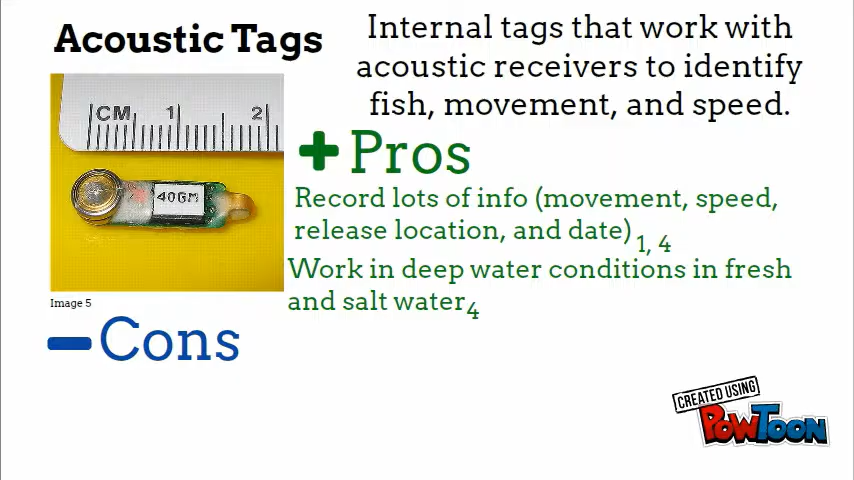 Acoustic Tags
Internal tags that work with
acoustic receivers to identify
fish, movement, and speed.
CM 1 2
40GM
+ Pros
Record lots of info (movement, speed,
release location, and date) 1, 4
Work in deep water conditions in fresh
and salt water 4
Image 5
- Cons
CREATED USING
POWTOON